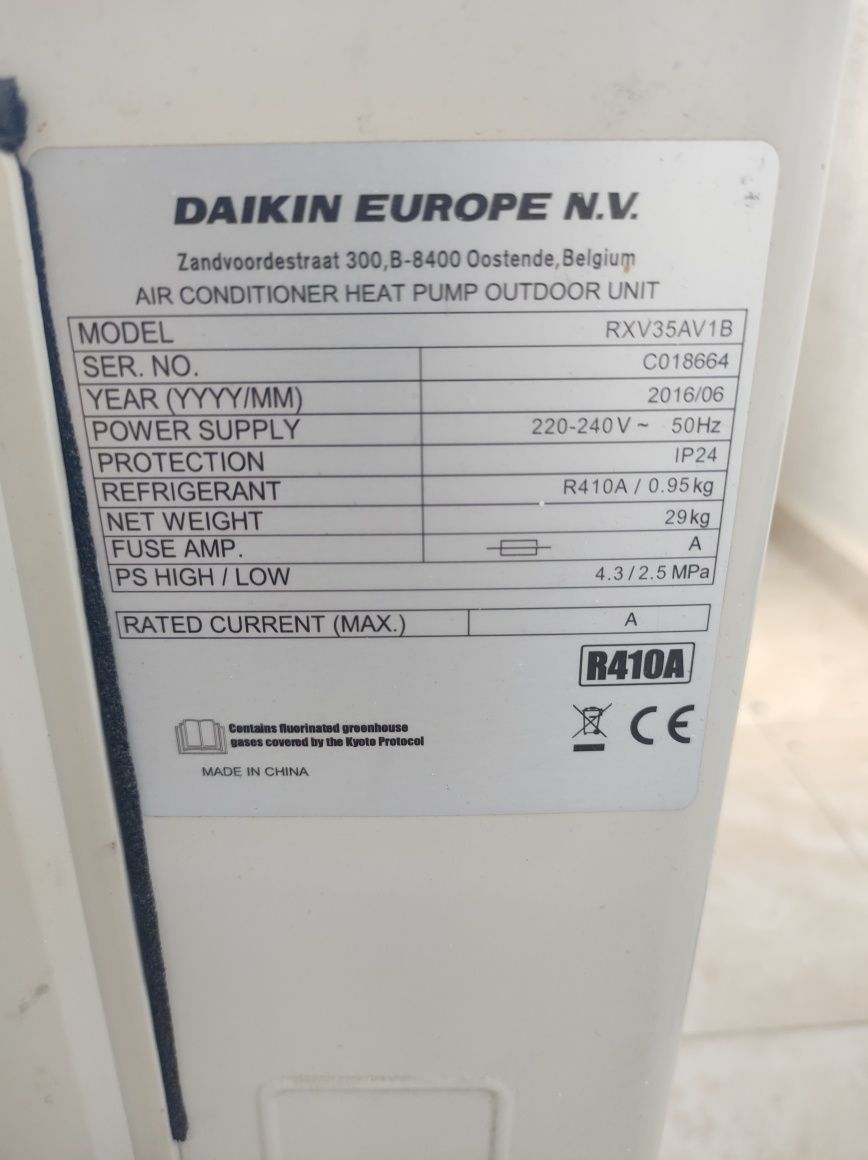 DAIKIN EUROPE N.V.
Zandvoordestraat 300,B-8400 Oostende,Belgium
AIR CONDITIONER HEAT PUMP OUTDOOR UNIT
MODEL RXV35AV1B
SER. NO. C018664
YEAR (YYYY/MM) 2016/06
POWER SUPPLY 220-240V ~ 50Hz
PROTECTION IP24
REFRIGERANT R410A / 0.95kg
NET WEIGHT 29kg
FUSE AMP. A
PS HIGH / LOW 4.3/2.5 MPa
RATED CURRENT (MAX.) A
R410A
Contains fluorinated greenhouse
gases covered by the Kyoto Protocol
CE
MADE IN CHINA